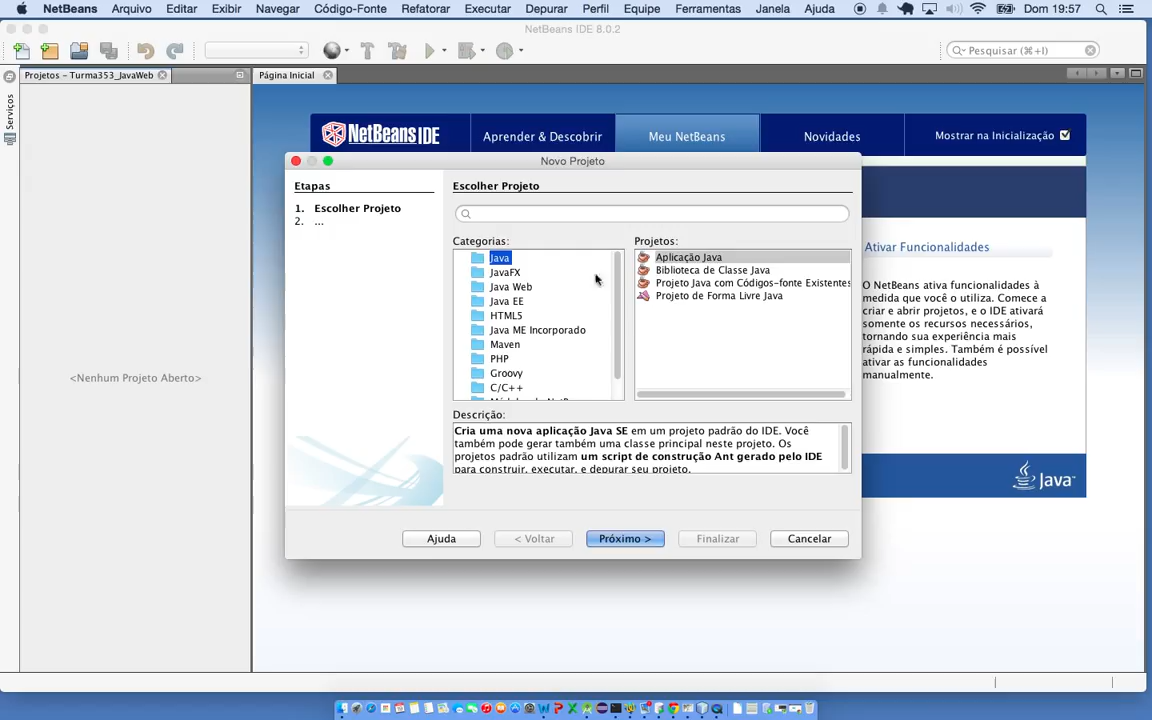 NetBeans Arquivo Editar Exibir Navegar Código-Fonte Refatorar Executar Depurar Perfil Equipe Ferramentas Janela Ajuda Dom 19:57
NetBeans IDE 8.0.2
Pesquisar (⌘+I)
Projetos – Turma353_JavaWeb
Página Inicial
Serviços
NetBeans IDE
Aprender & Descobrir
Meu NetBeans
Novidades
Mostrar na Inicialização
Novo Projeto
Etapas
1. Escolher Projeto
2. ...
Escolher Projeto
Categorias:
Java
JavaFX
Java Web
Java EE
HTML5
Java ME Incorporado
Maven
PHP
Groovy
C/C++
Projetos:
Aplicação Java
Biblioteca de Classe Java
Projeto Java com Códigos-fonte Existentes
Projeto de Forma Livre Java
Descrição:
Cria uma nova aplicação Java SE em um projeto padrão do IDE. Você
também pode gerar também uma classe principal neste projeto. Os
projetos padrão utilizam um script de construção Ant gerado pelo IDE
para construir, executar, e depurar seu projeto.
Ajuda
< Voltar
Próximo >
Finalizar
Cancelar
<Nenhum Projeto Aberto>
Ativar Funcionalidades
O NetBeans ativa funcionalidades à
medida que você o utiliza. Comece a
criar e abrir projetos, e o IDE ativará
somente os recursos necessários,
tornando sua experiência mais
rápida e simples. Também é possível
ativar as funcionalidades
manualmente.
Java